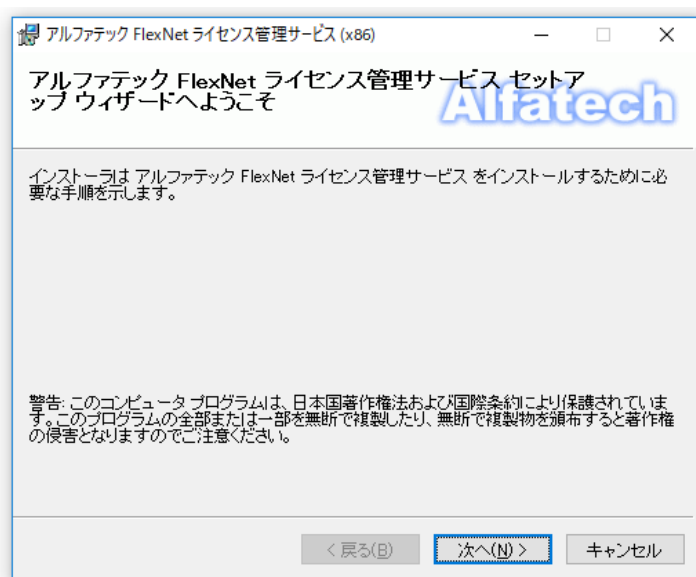 アルファテック FlexNet ライセンス管理サービス (x86)
アルファテック FlexNet ライセンス管理サービス セットア
ップ ウィザードへようこそ
Alfatech
インストーラは アルファテック FlexNet ライセンス管理サービス をインストールするために必
要な手順を示します。
警告: このコンピュータ プログラムは、日本国著作権法および国際条約により保護されていま
す。このプログラムの全部または一部を無断で複製したり、無断で複製物を頒布すると著作権
の侵害となりますのでご注意ください。
< 戻る(B)
次へ(N) >
キャンセル